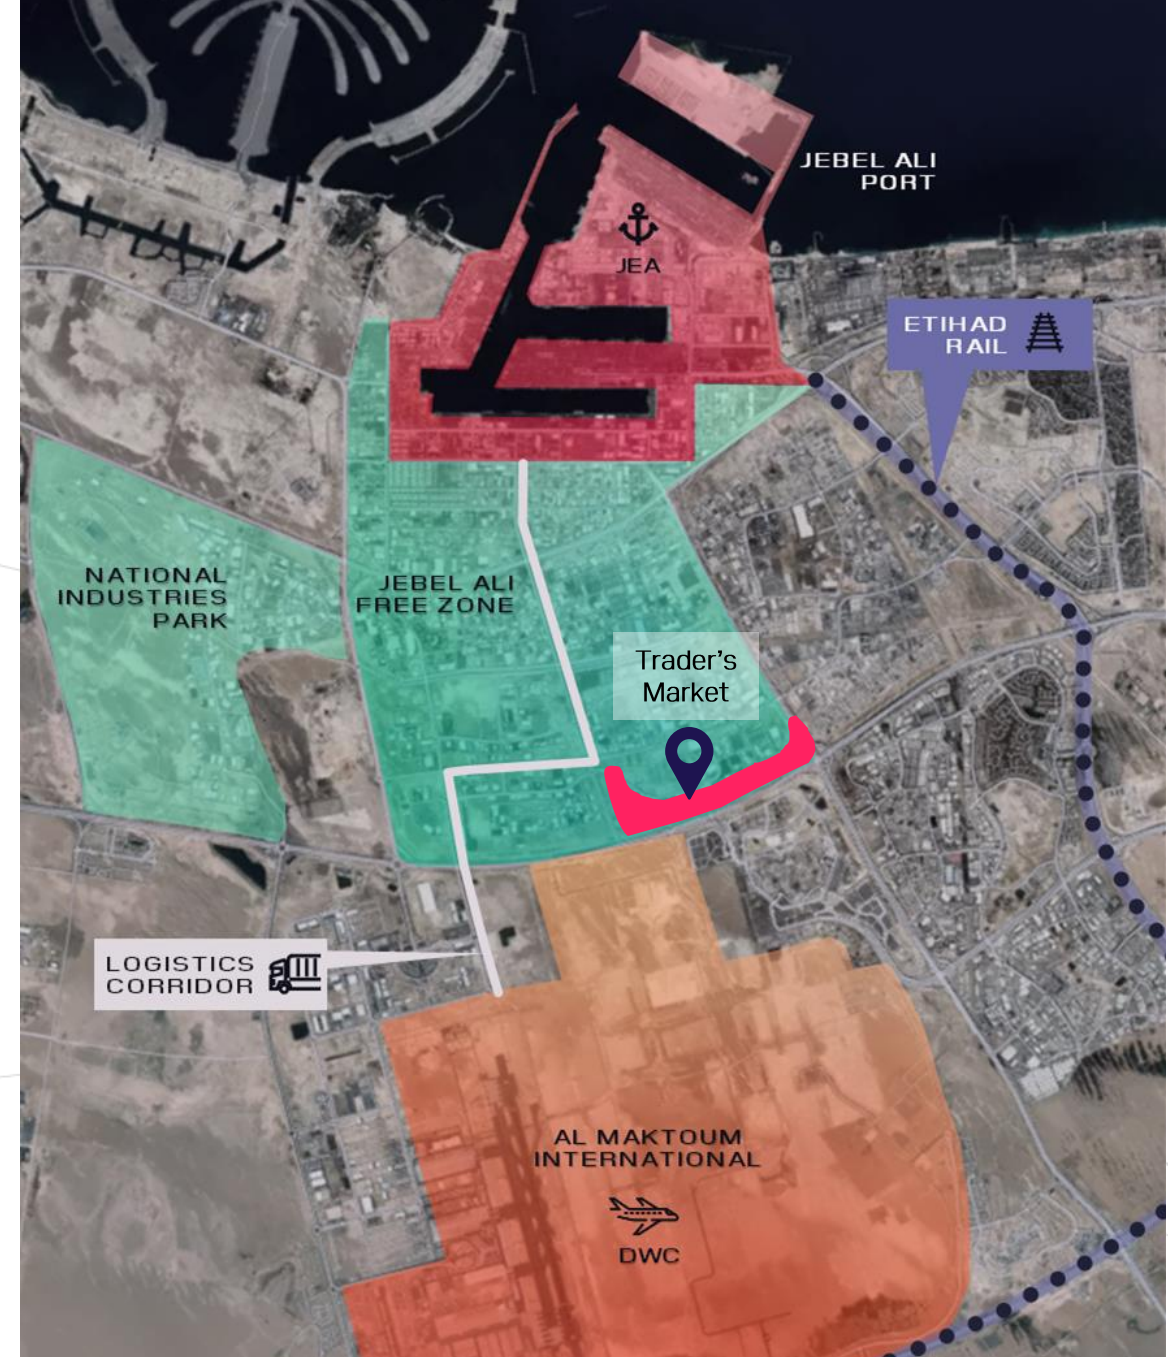 JEBEL ALI
PORT
JEA
ETIHAD
RAIL
NATIONAL
INDUSTRIES
PARK
JEBEL ALI
FREE ZONE
Trader’s
Market
LOGISTICS
CORRIDOR
AL MAKTOUM
INTERNATIONAL
DWC